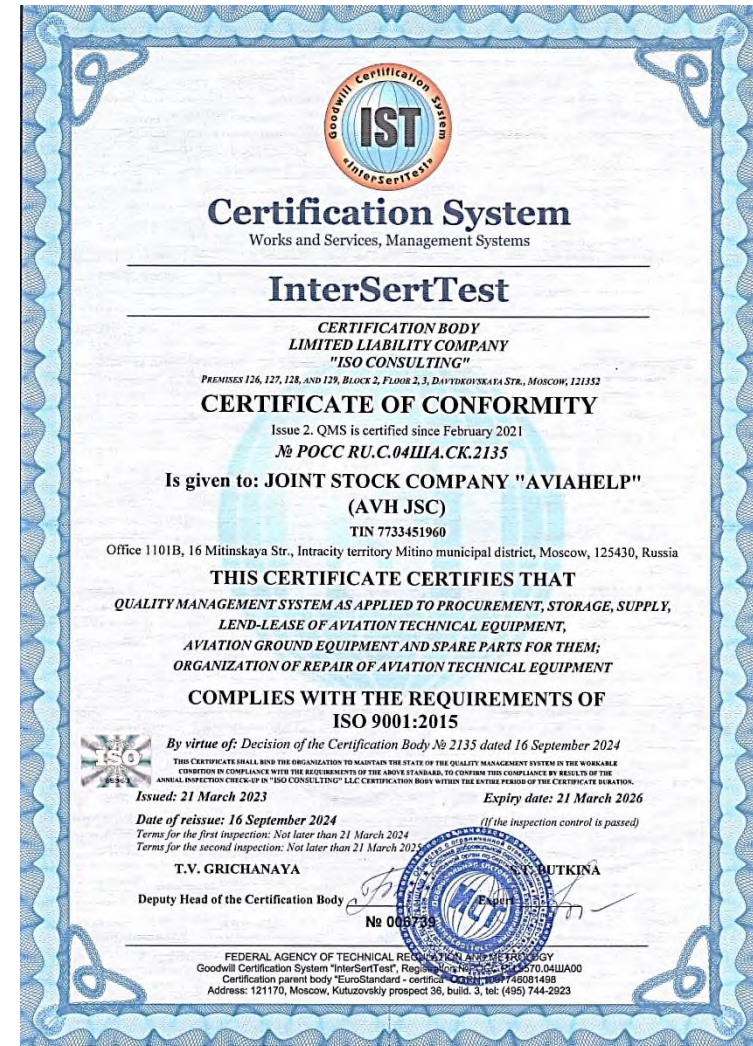 Goodwill Certification System
IST
«InterSertTest»
Certification System
Works and Services, Management Systems
InterSertTest
CERTIFICATION BODY
LIMITED LIABILITY COMPANY
"ISO CONSULTING"
PREMISES 126, 127, 128, AND 129, BLOCK 2, FLOOR 2, 3, DAVYDKOVSKAYA STR., MOSCOW, 121352
CERTIFICATE OF CONFORMITY
Issue 2. QMS is certified since February 2021
№ РОСС RU.C.04ША.СК.2135
Is given to: JOINT STOCK COMPANY "AVIAHELP"
(AVH JSC)
TIN 7733451960
Office 1101B, 16 Mitinskaya Str., Intracity territory Mitino municipal district, Moscow, 125430, Russia
THIS CERTIFICATE CERTIFIES THAT
QUALITY MANAGEMENT SYSTEM AS APPLIED TO PROCUREMENT, STORAGE, SUPPLY,
LEND-LEASE OF AVIATION TECHNICAL EQUIPMENT,
AVIATION GROUND EQUIPMENT AND SPARE PARTS FOR THEM;
ORGANIZATION OF REPAIR OF AVIATION TECHNICAL EQUIPMENT
COMPLIES WITH THE REQUIREMENTS OF
ISO 9001:2015
By virtue of: Decision of the Certification Body № 2135 dated 16 September 2024
ISO
THIS CERTIFICATE SHALL BIND THE ORGANIZATION TO MAINTAIN THE STATE OF THE QUALITY MANAGEMENT SYSTEM IN THE WORKABLE
CONDITION IN COMPLIANCE WITH THE REQUIREMENTS OF THE ABOVE STANDARD, TO CONFIRM THIS COMPLIANCE BY RESULTS OF THE
ANNUAL INSPECTION CHECK-UP IN "ISO CONSULTING" LLC CERTIFICATION BODY WITHIN THE ENTIRE PERIOD OF THE CERTIFICATE DURATION.
Issued: 21 March 2023 Expiry date: 21 March 2026
Date of reissue: 16 September 2024 (If the inspection control is passed)
Terms for the first inspection: Not later than 21 March 2024
Terms for the second inspection: Not later than 21 March 2025
T.V. GRICHANAYA BUTKINA
Deputy Head of the Certification Body Expert
ИСТ
№ 006739
FEDERAL AGENCY OF TECHNICAL REGULATION AND METROLOGY
Goodwill Certification System "InterSertTest", 04ША00
Certification parent body "EuroStandard - certifica
Address: 121170, Moscow, Kutuzovskiy prospect 36, build. 3, tel: (495) 744-2923